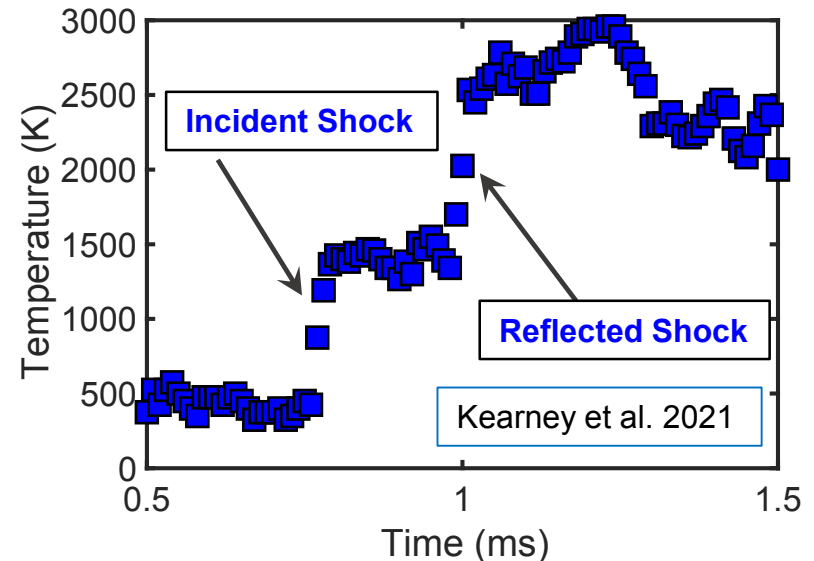 3000
2500
2000
1500
1000
500
0
Temperature (K)
Incident Shock
Reflected Shock
Kearney et al. 2021
0.5
1
1.5
Time (ms)